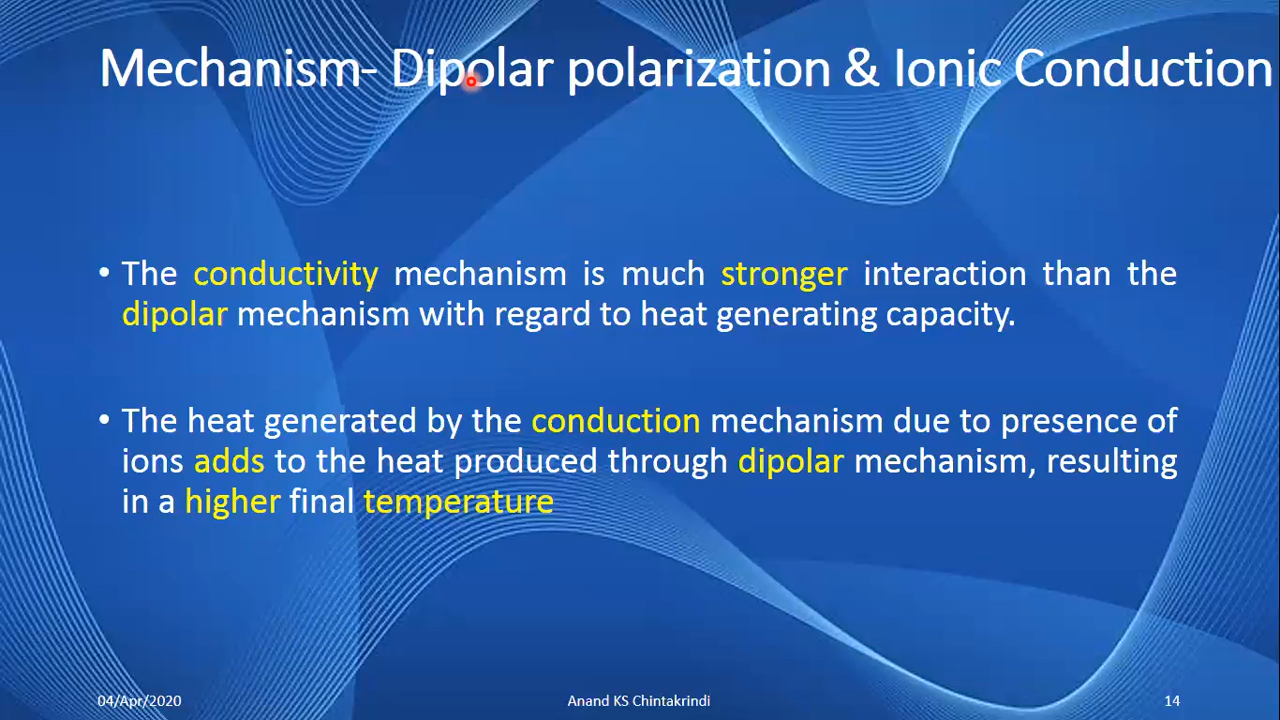 Mechanism- Dipolar polarization & Ionic Conduction
• The conductivity mechanism is much stronger interaction than the
dipolar mechanism with regard to heat generating capacity.
• The heat generated by the conduction mechanism due to presence of
ions adds to the heat produced through dipolar mechanism, resulting
in a higher final temperature
04/Apr/2020
Anand KS Chintakrindi
14